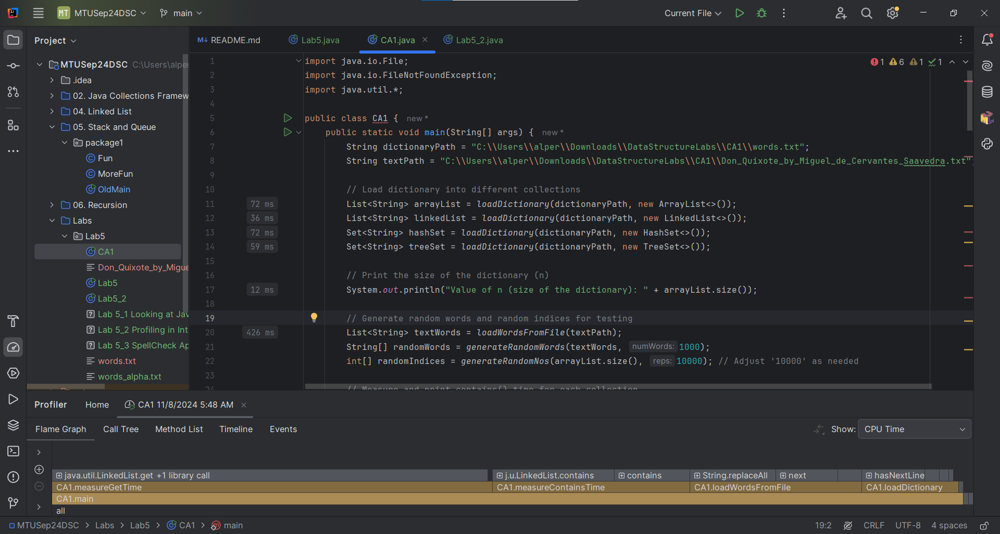 MT MTUSep24DSC main Current File
Project
README.md Lab5.java CA1.java Lab5_2.java
MTUSep24DSC C:\Users\alper
.idea
02. Java Collections Framew
04. Linked List
05. Stack and Queue
package1
Fun
MoreFun
OldMain
06. Recursion
Labs
Lab5
CA1
Don_Quixote_by_Migue
Lab5
Lab5_2
Lab 5_1 Looking at Jav
Lab 5_2 Profiling in Int
Lab 5_3 SpellCheck Ap
words.txt
words_alpha.txt
1 import java.io.File; 1 6 1 1
2 import java.io.FileNotFoundException;
3 import java.util.*;
4
5 public class CA1 { new *
6 public static void main(String[] args) { new *
7 String dictionaryPath = "C:\\Users\\alper\\Downloads\\DataStructureLabs\\CA1\\words.txt";
8 String textPath = "C:\\Users\\alper\\Downloads\\DataStructureLabs\\CA1\\Don_Quixote_by_Miguel_de_Cervantes_Saavedra.txt";
9
10 // Load dictionary into different collections
11 72 ms List<String> arrayList = loadDictionary(dictionaryPath, new ArrayList<>());
12 36 ms List<String> linkedList = loadDictionary(dictionaryPath, new LinkedList<>());
13 72 ms Set<String> hashSet = loadDictionary(dictionaryPath, new HashSet<>());
14 59 ms Set<String> treeSet = loadDictionary(dictionaryPath, new TreeSet<>());
15
16 // Print the size of the dictionary (n)
17 12 ms System.out.println("Value of n (size of the dictionary): " + arrayList.size());
18
19 // Generate random words and random indices for testing
20 426 ms List<String> textWords = loadWordsFromFile(textPath);
21 String[] randomWords = generateRandomWords(textWords, numWords: 1000);
22 int[] randomIndices = generateRandomNos(arrayList.size(), reps: 10000); // Adjust '10000' as needed
23
24 // Measure and print contains() time for each collection
Profiler Home CA1 11/8/2024 5:48 AM
Flame Graph Call Tree Method List Timeline Events Show: CPU Time
java.util.LinkedList.get +1 library call j.u.LinkedList.contains contains String.replaceAll next hasNextLine
CA1.measureGetTime CA1.measureContainsTime CA1.loadWordsFromFile CA1.loadDictionary
CA1.main
all
MTUSep24DSC > Labs > Lab5 > CA1 > main 19:2 CRLF UTF-8 4 spaces